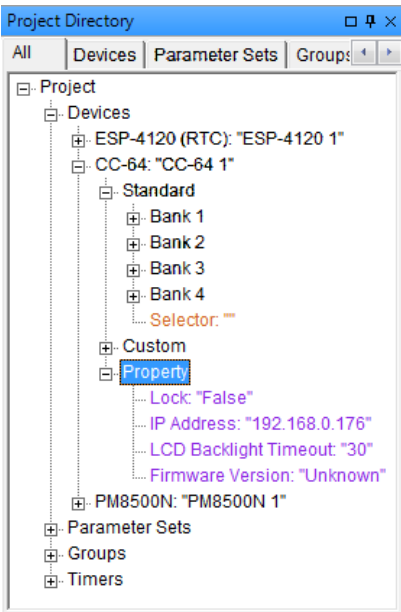 Project Directory
All Devices Parameter Sets Groups
Project
Devices
ESP-4120 (RTC): "ESP-4120 1"
CC-64: "CC-64 1"
Standard
Bank 1
Bank 2
Bank 3
Bank 4
Selector: ""
Custom
Property
Lock: "False"
IP Address: "192.168.0.176"
LCD Backlight Timeout: "30"
Firmware Version: "Unknown"
PM8500N: "PM8500N 1"
Parameter Sets
Groups
Timers